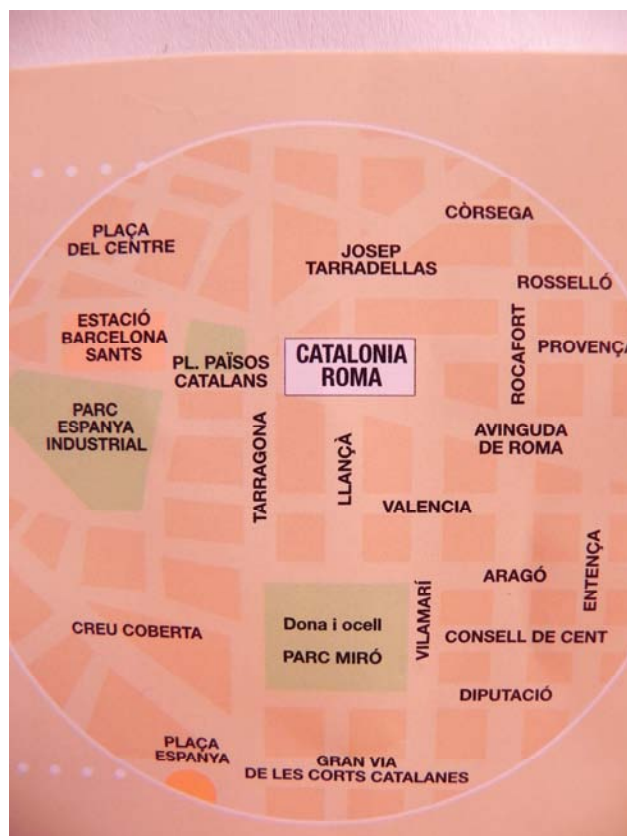 CÒRSEGA
PLAÇA
DEL CENTRE
JOSEP
TARRADELLAS
ROSSELLÓ
ESTACIÓ
BARCELONA
SANTS
PL. PAÏSOS
CATALANS
CATALONIA
ROMA
ROCAFORT
PROVENÇA
PARC
ESPANYA
INDUSTRIAL
TARRAGONA
LLANÇÀ
AVINGUDA
DE ROMA
VALENCIA
ENTENÇA
ARAGÓ
VILAMARÍ
CREU COBERTA
Dona i ocell
PARC MIRÓ
CONSELL DE CENT
DIPUTACIÓ
PLAÇA
ESPANYA
GRAN VIA
DE LES CORTS CATALANES